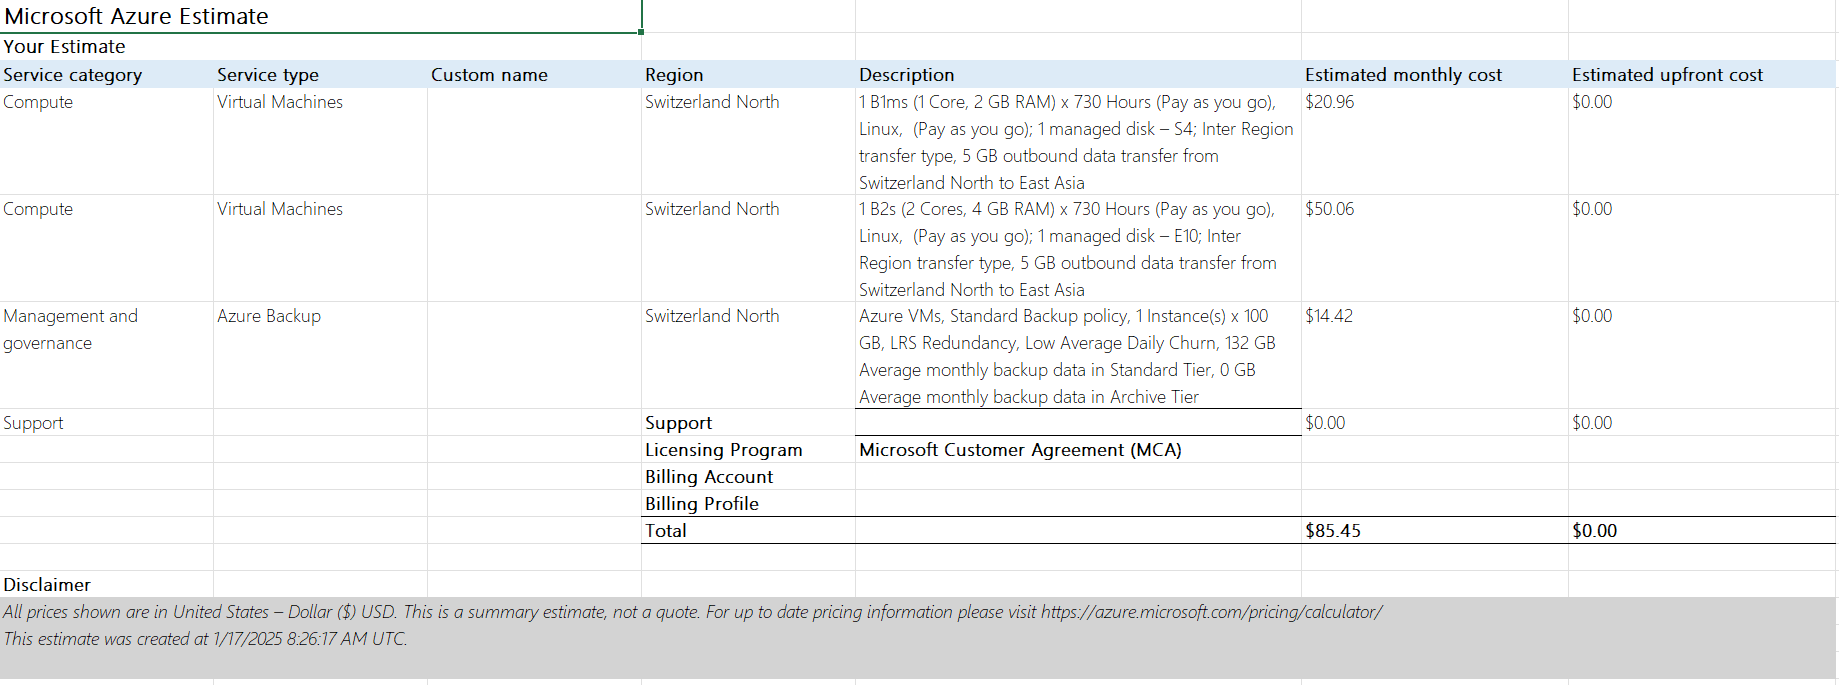 Microsoft Azure Estimate
Your Estimate
Service category Service type Custom name Region Description Estimated monthly cost Estimated upfront cost
Compute Virtual Machines Switzerland North 1 B1ms (1 Core, 2 GB RAM) x 730 Hours (Pay as you go), $20.96 $0.00
Linux,  (Pay as you go); 1 managed disk – S4; Inter Region
transfer type, 5 GB outbound data transfer from
Switzerland North to East Asia
Compute Virtual Machines Switzerland North 1 B2s (2 Cores, 4 GB RAM) x 730 Hours (Pay as you go), $50.06 $0.00
Linux,  (Pay as you go); 1 managed disk – E10; Inter
Region transfer type, 5 GB outbound data transfer from
Switzerland North to East Asia
Management and Azure Backup Switzerland North Azure VMs, Standard Backup policy, 1 Instance(s) x 100 $14.42 $0.00
governance GB, LRS Redundancy, Low Average Daily Churn, 132 GB
Average monthly backup data in Standard Tier, 0 GB
Average monthly backup data in Archive Tier
Support Support $0.00 $0.00
Licensing Program Microsoft Customer Agreement (MCA)
Billing Account
Billing Profile
Total $85.45 $0.00
Disclaimer
All prices shown are in United States – Dollar ($) USD. This is a summary estimate, not a quote. For up to date pricing information please visit https://azure.microsoft.com/pricing/calculator/
This estimate was created at 1/17/2025 8:26:17 AM UTC.